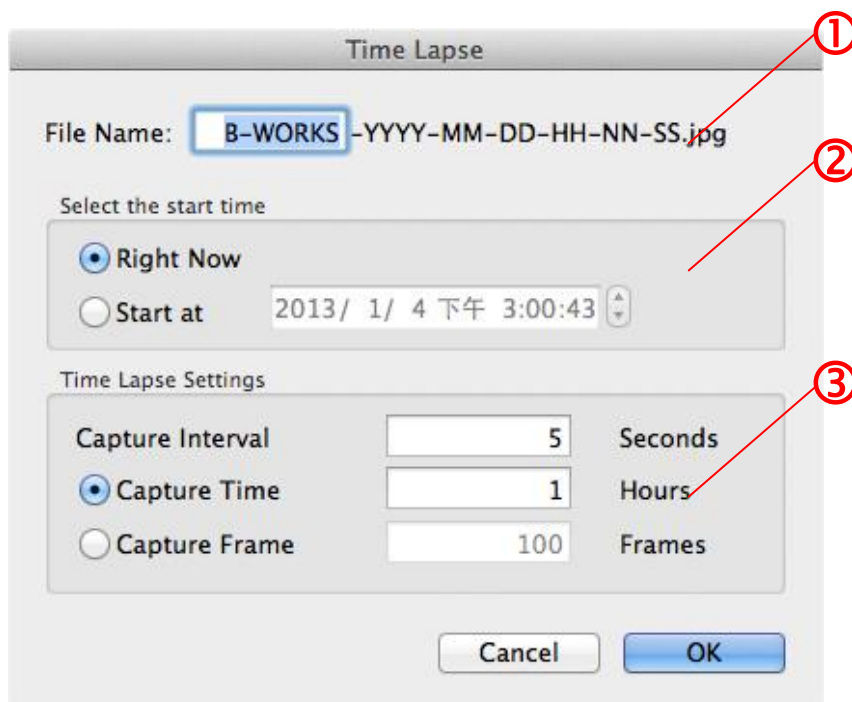 ①
Time Lapse
File Name: B-WORKS -YYYY-MM-DD-HH-NN-SS.jpg
②
Select the start time
Right Now
Start at 2013/ 1/ 4 下午 3:00:43
③
Time Lapse Settings
Capture Interval 5 Seconds
Capture Time 1 Hours
Capture Frame 100 Frames
Cancel OK